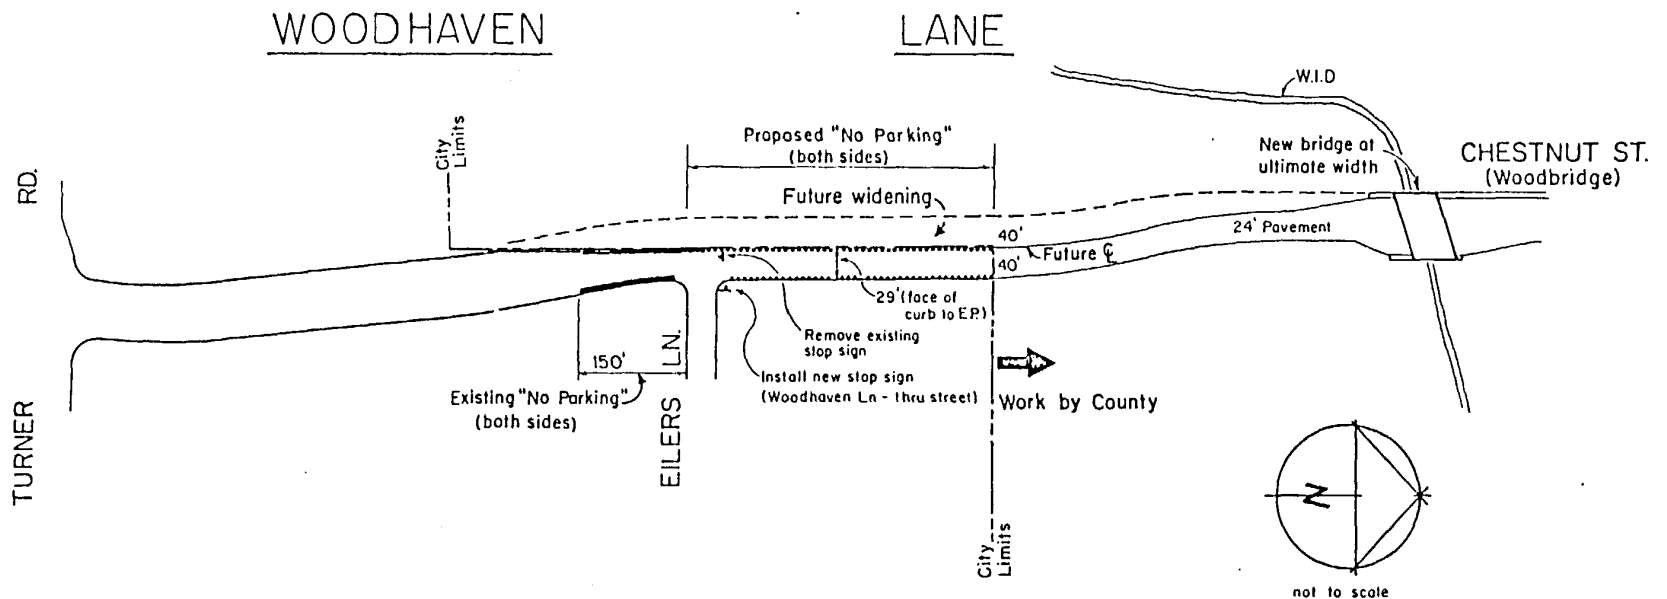 WOODHAVEN LANE
W.I.D
City
Limits
Proposed "No Parking"
(both sides)
New bridge at
ultimate width
CHESTNUT ST.
(Woodbridge)
Future widening
40'
24' Pavement
Future ℄
40'
29' (face of
curb to E.P.)
Remove existing
stop sign
150'
Install new stop sign
(Woodhaven Ln - thru street)
Existing "No Parking"
(both sides)
Work by County
TURNER RD.
EILERS LN.
City
Limits
N
not to scale